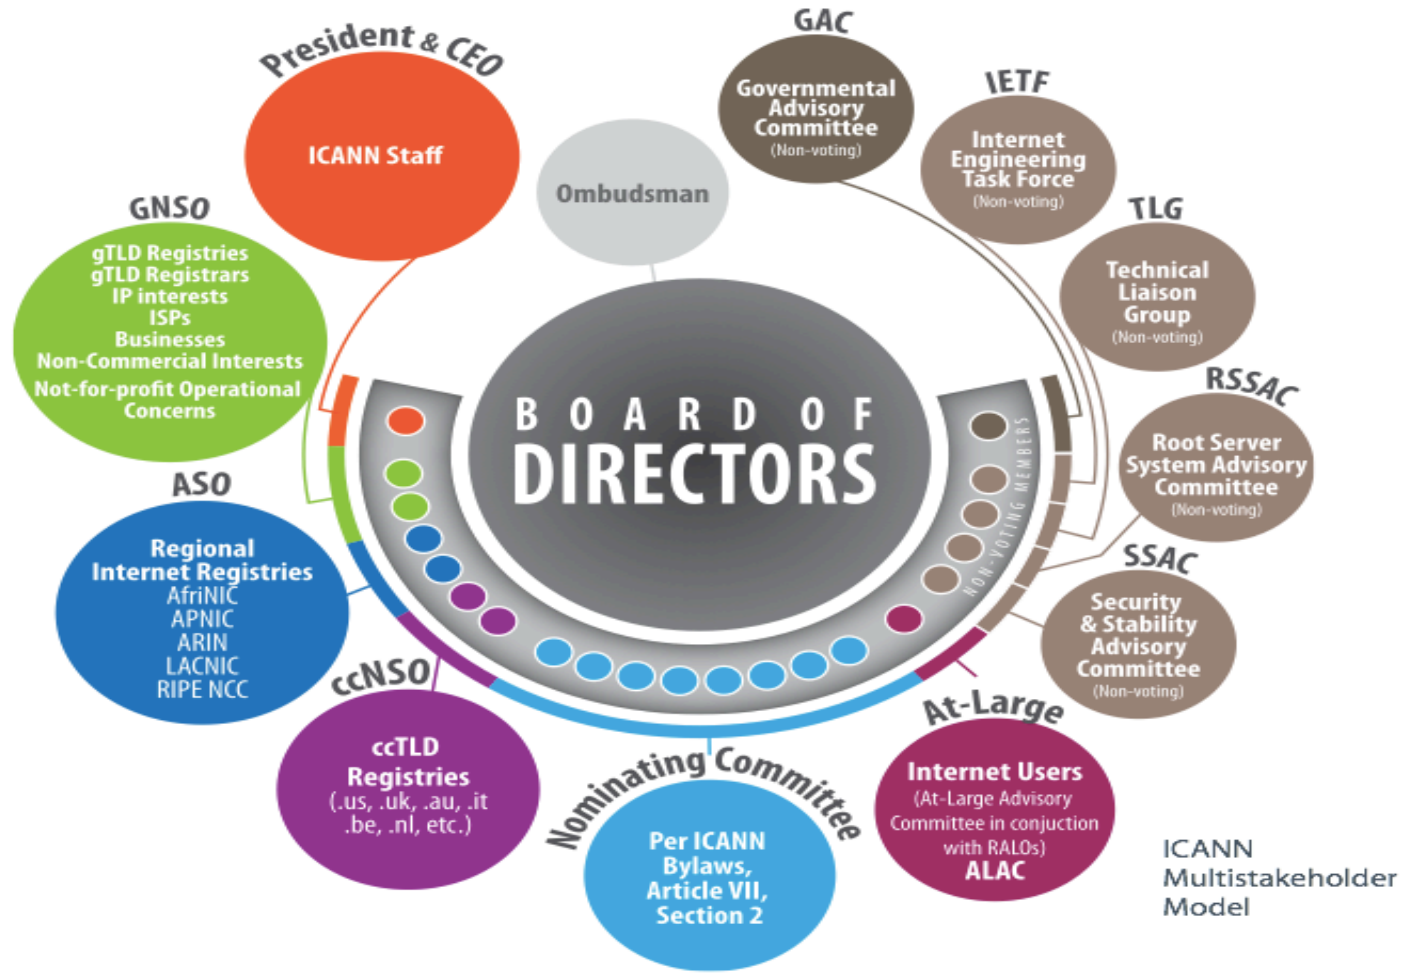 President & CEO
ICANN Staff
Ombudsman
GAC
Governmental
Advisory
Committee
(Non-voting)
IETF
Internet
Engineering
Task Force
(Non-voting)
TLG
Technical
Liaison
Group
(Non-voting)
RSSAC
Root Server
System Advisory
Committee
(Non-voting)
SSAC
Security
& Stability
Advisory
Committee
(Non-voting)
GNSO
gTLD Registries
gTLD Registrars
IP interests
ISPs
Businesses
Non-Commercial Interests
Not-for-profit Operational
Concerns
BOARD OF
DIRECTORS
NON-VOTING MEMBERS
ASO
Regional
Internet Registries
AfriNIC
APNIC
ARIN
LACNIC
RIPE NCC
ccNSO
ccTLD
Registries
(.us, .uk, .au, .it
.be, .nl, etc.)
Nominating Committee
Per ICANN
Bylaws,
Article VII,
Section 2
At-Large
Internet Users
(At-Large Advisory
Committee in conjuction
with RALOs)
ALAC
ICANN
Multistakeholder
Model